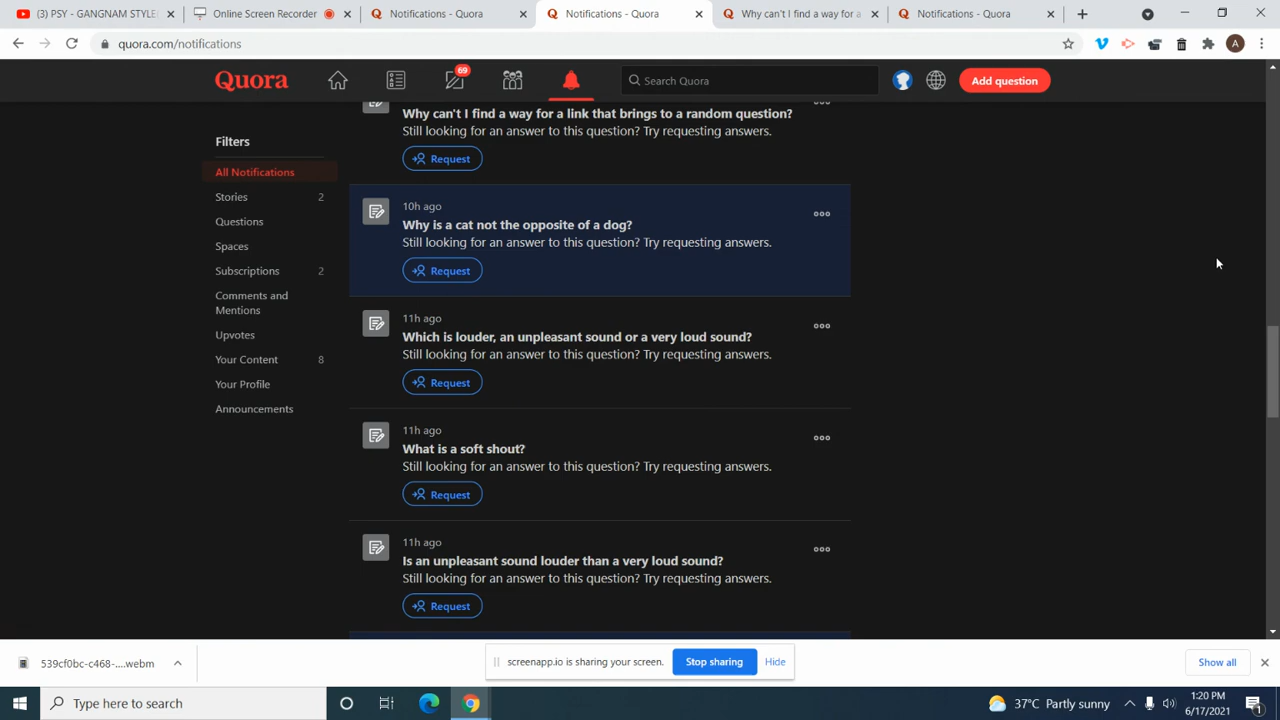 PSY - GANGNAM STYLE
Online Screen Recorder
Notifications - Quora
Notifications - Quora
Why can't I find a way for a
Notifications - Quora
quora.com/notifications
A
Quora
69
Search Quora
Add question
Filters
All Notifications
Stories 2
Questions
Spaces
Subscriptions 2
Comments and
Mentions
Upvotes
Your Content 8
Your Profile
Announcements
Why can't I find a way for a link that brings to a random question?
Still looking for an answer to this question? Try requesting answers.
Request
10h ago
Why is a cat not the opposite of a dog?
Still looking for an answer to this question? Try requesting answers.
Request
11h ago
Which is louder, an unpleasant sound or a very loud sound?
Still looking for an answer to this question? Try requesting answers.
Request
11h ago
What is a soft shout?
Still looking for an answer to this question? Try requesting answers.
Request
11h ago
Is an unpleasant sound louder than a very loud sound?
Still looking for an answer to this question? Try requesting answers.
Request
539cf0bc-c468-....webm
screenapp.io is sharing your screen.
Stop sharing
Hide
Show all
Type here to search
37°C Partly sunny
1:20 PM
6/17/2021
1